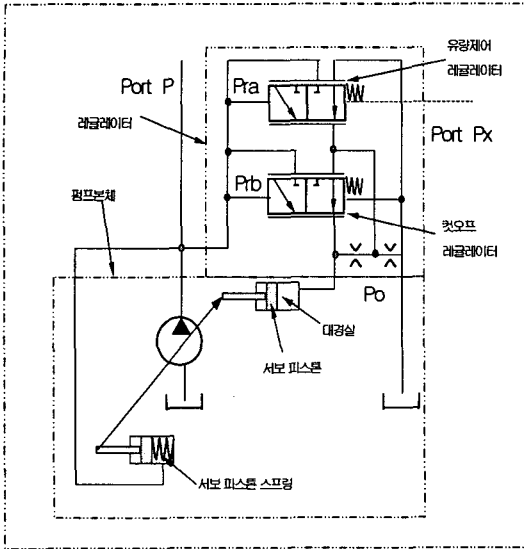 유량제어
레귤레이터
Port P
Pra
레귤레이터
Port Px
Prb
펌프본체
컷오프
레귤레이터
Po
대경실
서보 피스톤
서보 피스톤 스프링